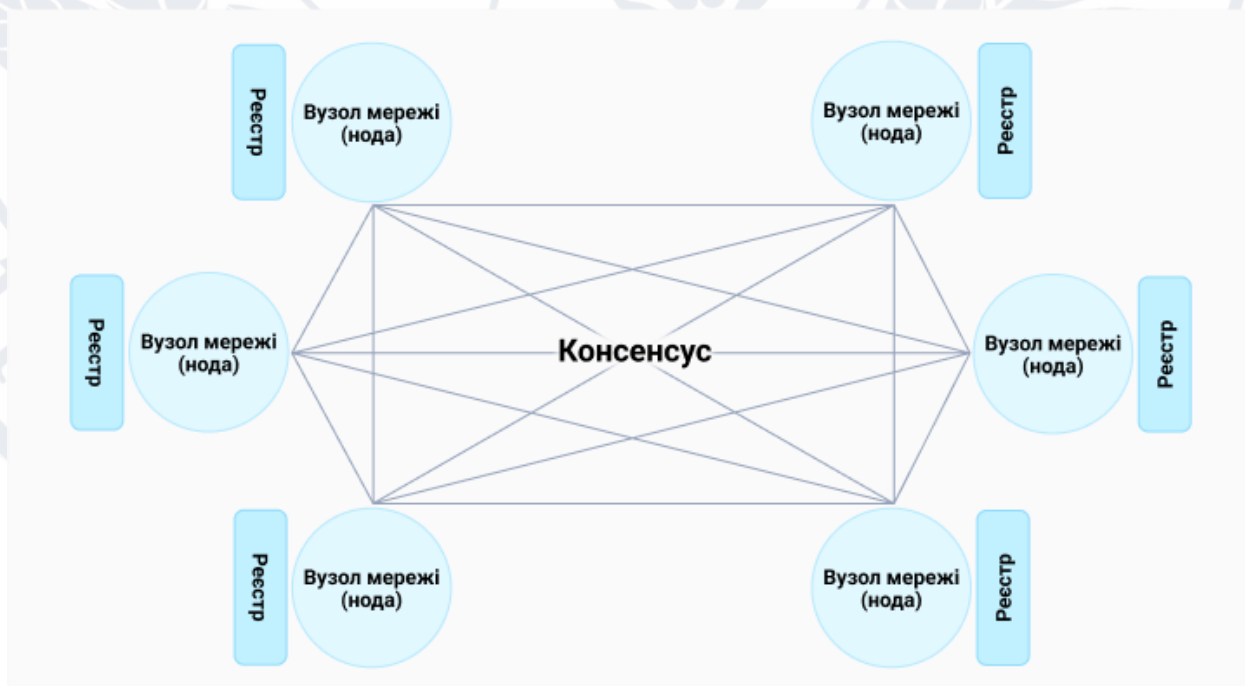 Реєстр
Вузол мережі
(нода)
Вузол мережі
(нода)
Реєстр
Реєстр
Вузол мережі
(нода)
Консенсус
Вузол мережі
(нода)
Реєстр
Реєстр
Вузол мережі
(нода)
Вузол мережі
(нода)
Реєстр